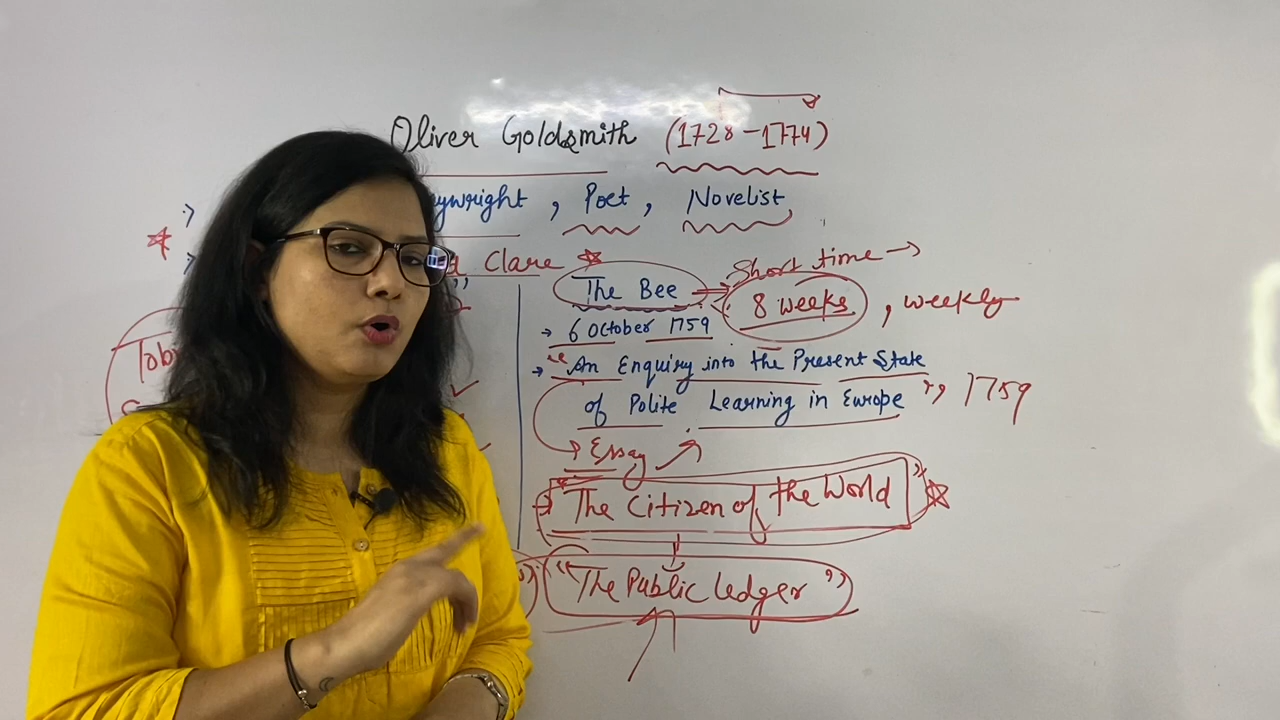 Oliver Goldsmith (1728-1774)
ywright, Poet, Novelist
Clare
The Bee
Short time →
8 weeks, weekly
→ 6 October 1759
→ "An Enquiry into the Present State
of Polite Learning in Europe", 1759
→ Essay
"The Citizen of the World"
"The Public Ledger"
Toby